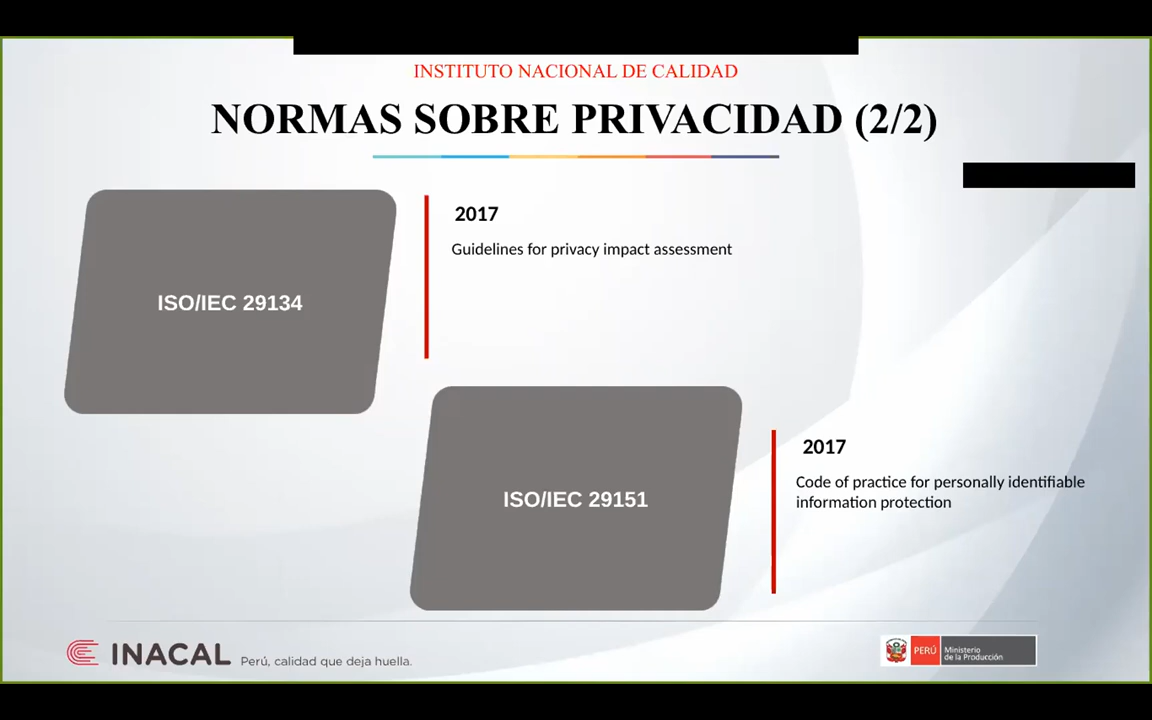 INSTITUTO NACIONAL DE CALIDAD
NORMAS SOBRE PRIVACIDAD (2/2)
2017
Guidelines for privacy impact assessment
ISO/IEC 29134
2017
Code of practice for personally identifiable
information protection
ISO/IEC 29151
INACAL Perú, calidad que deja huella.
PERÚ
Ministerio
de la Producción